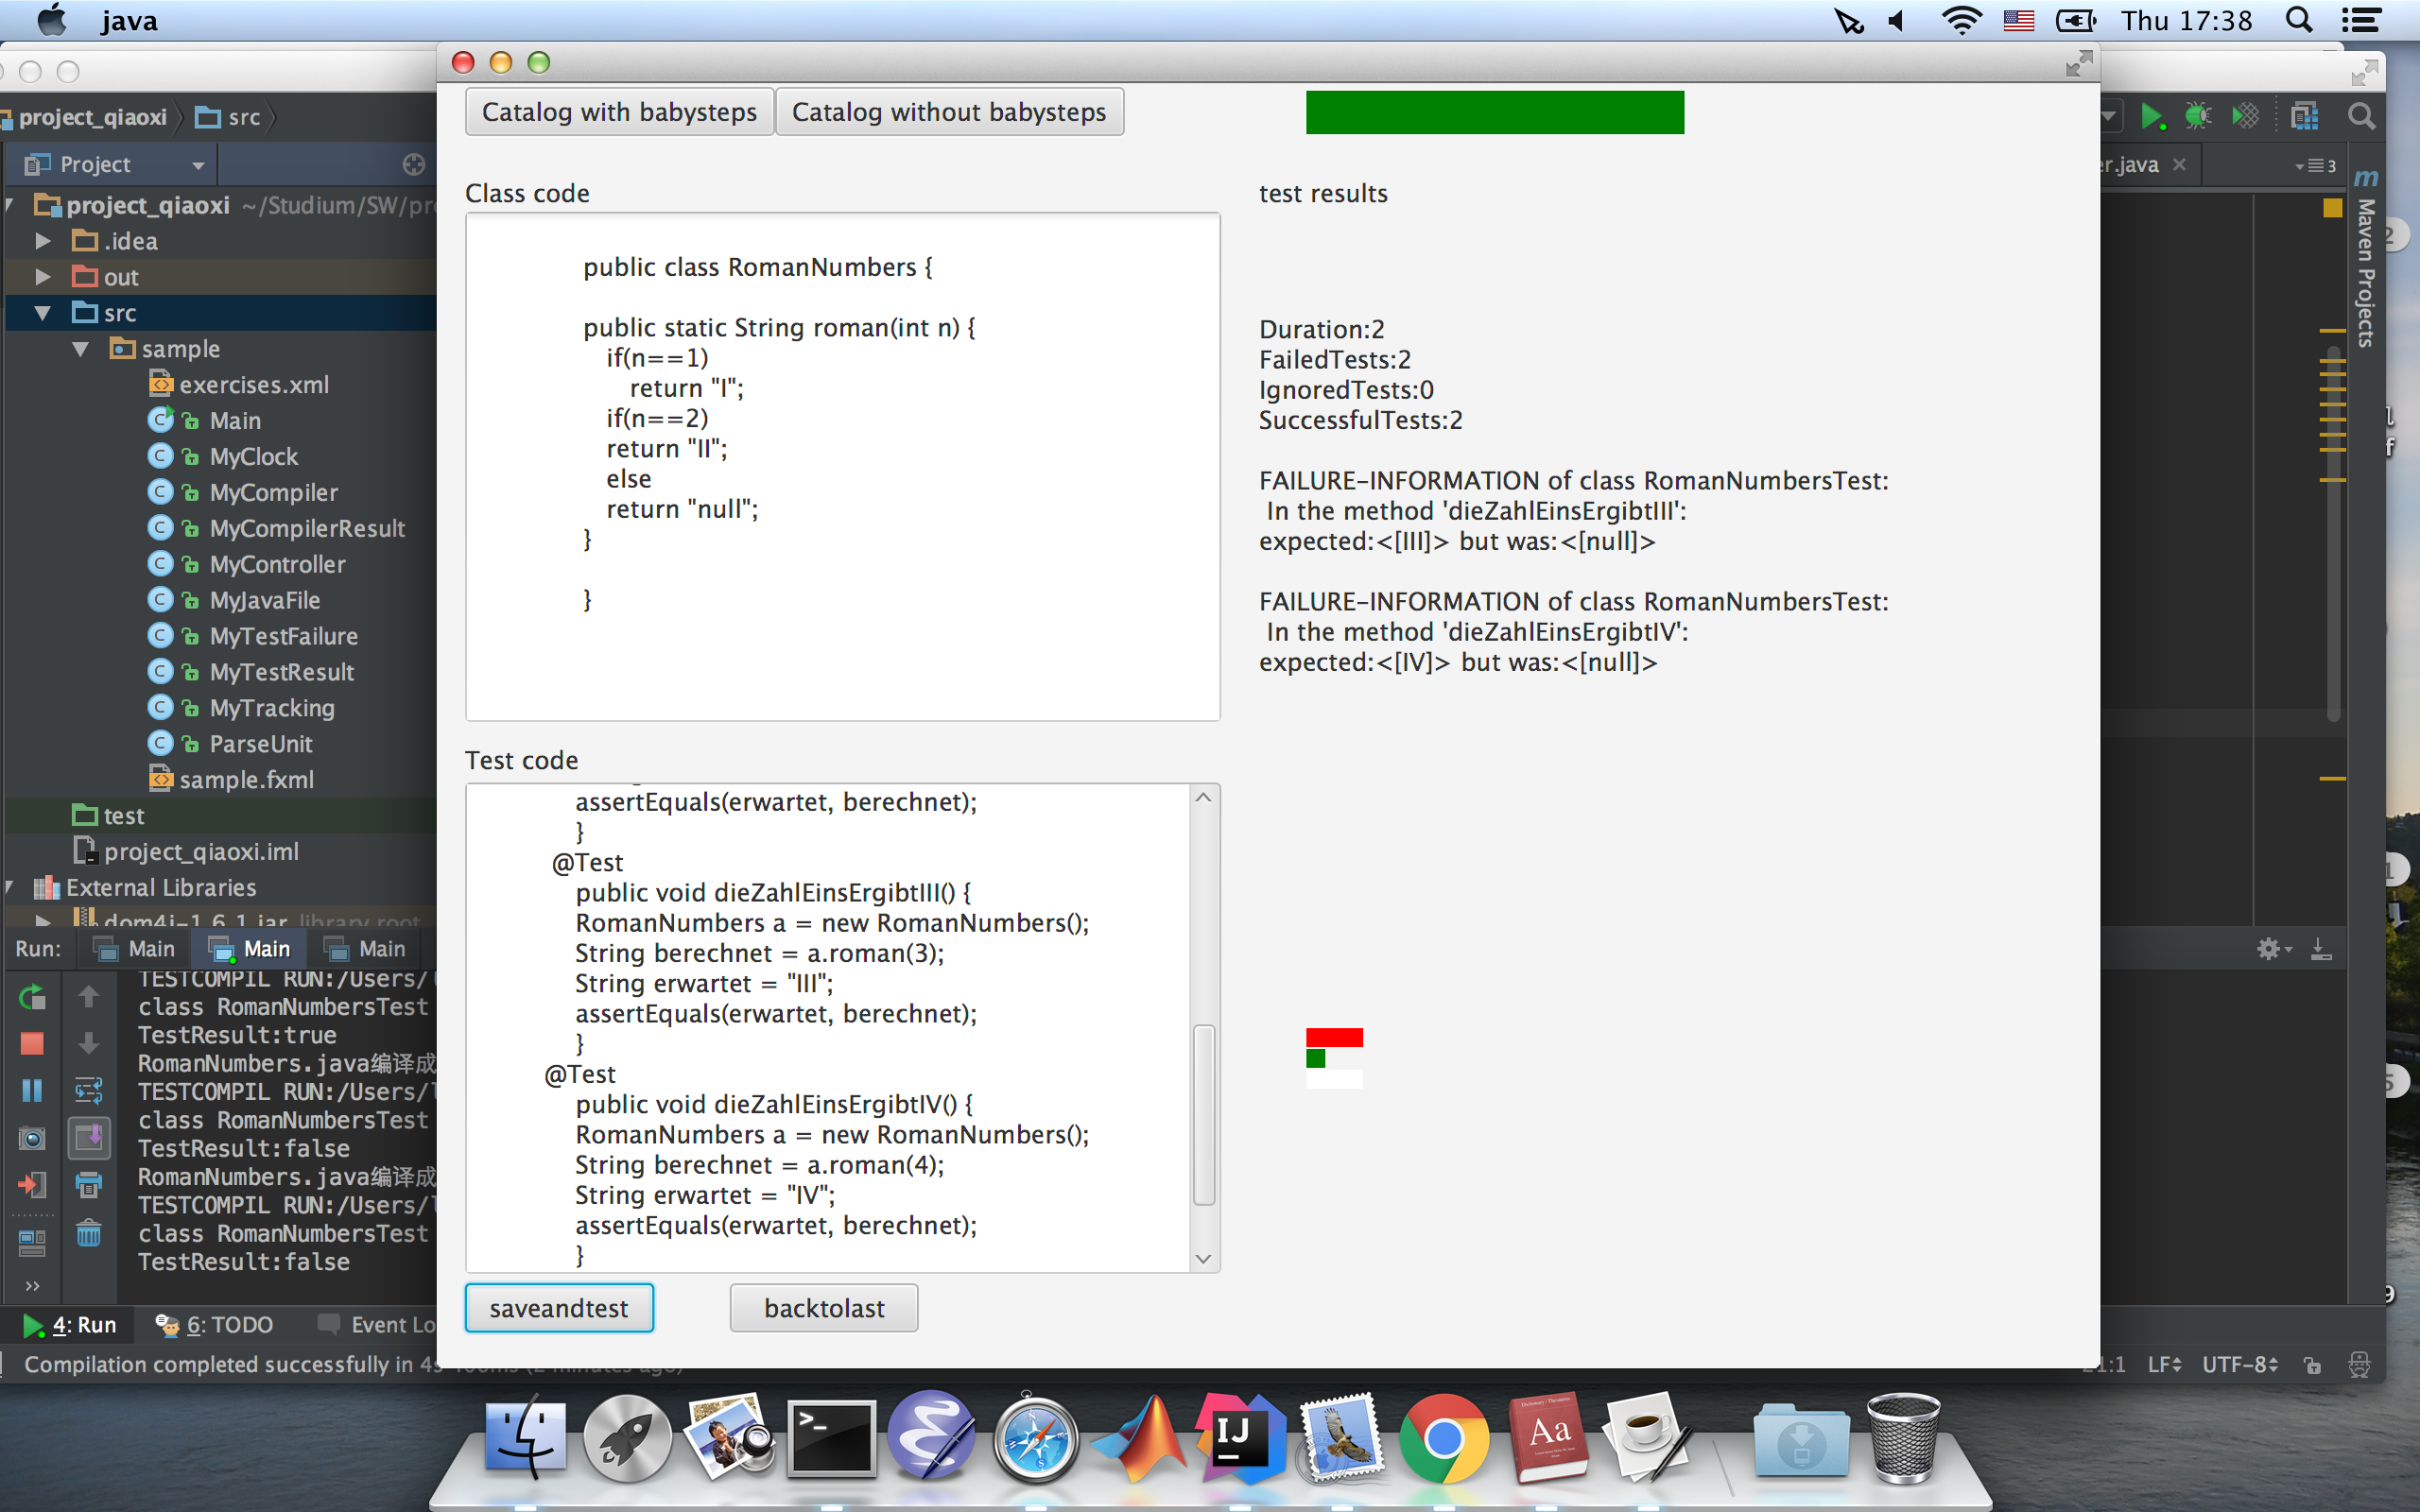 java
Thu 17:38
project_qiaoxi
src
Project
project_qiaoxi ~/Studium/SW/pr
.idea
out
src
sample
exercises.xml
Main
MyClock
MyCompiler
MyCompilerResult
MyController
MyJavaFile
MyTestFailure
MyTestResult
MyTracking
ParseUnit
sample.fxml
test
project_qiaoxi.iml
External Libraries
dom4j-1.6.1.jar library root
Run: Main Main Main
TESTCOMPIL RUN:/Users/
class RomanNumbersTest
TestResult:true
RomanNumbers.java编译成
TESTCOMPIL RUN:/Users/
class RomanNumbersTest
TestResult:false
RomanNumbers.java编译成
TESTCOMPIL RUN:/Users/
class RomanNumbersTest
TestResult:false
4: Run 6: TODO Event Lo
Compilation completed successfully in 4s
Catalog with babysteps
Catalog without babysteps
Class code
public class RomanNumbers {
public static String roman(int n) {
if(n==1)
return "I";
if(n==2)
return "II";
else
return "null";
}
}
Test code
assertEquals(erwartet, berechnet);
}
@Test
public void dieZahlEinsErgibtIII() {
RomanNumbers a = new RomanNumbers();
String berechnet = a.roman(3);
String erwartet = "III";
assertEquals(erwartet, berechnet);
}
@Test
public void dieZahlEinsErgibtIV() {
RomanNumbers a = new RomanNumbers();
String berechnet = a.roman(4);
String erwartet = "IV";
assertEquals(erwartet, berechnet);
}
saveandtest
backtolast
test results
Duration:2
FailedTests:2
IgnoredTests:0
SuccessfulTests:2
FAILURE-INFORMATION of class RomanNumbersTest:
In the method 'dieZahlEinsErgibtIII':
expected:<[III]> but was:<[null]>
FAILURE-INFORMATION of class RomanNumbersTest:
In the method 'dieZahlEinsErgibtIV':
expected:<[IV]> but was:<[null]>
er.java
3
m
Maven Projects
:1 LF UTF-8
IJ
Aa